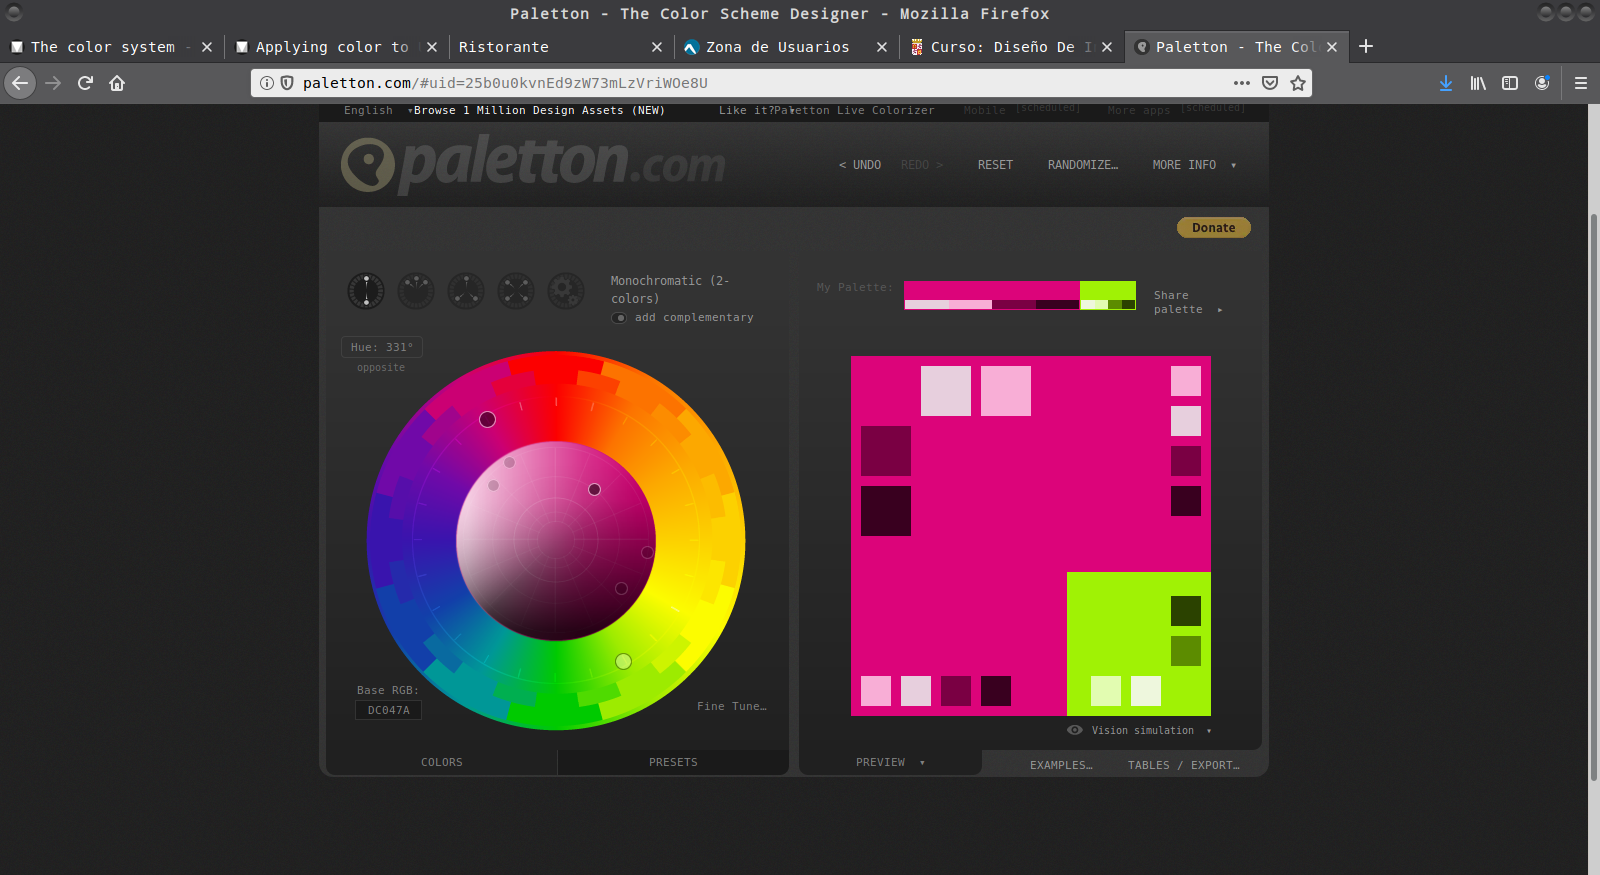 Paletton - The Color Scheme Designer - Mozilla Firefox
The color system -
Applying color to
Ristorante
Zona de Usuarios
Curso: Diseño De I
Paletton - The Col
paletton.com/#uid=25b0u0kvnEd9zW73mLzVriWOe8U
English
Browse 1 Million Design Assets (NEW)
Like it?
Paletton Live Colorizer
Mobile [scheduled]
More apps [scheduled]
paletton.com
< UNDO
REDO >
RESET
RANDOMIZE…
MORE INFO
Donate
Monochromatic (2-
colors)
add complementary
My Palette:
Share
palette
Hue: 331°
opposite
Base RGB:
DC047A
Fine Tune…
Vision simulation
COLORS
PRESETS
PREVIEW
EXAMPLES…
TABLES / EXPORT…